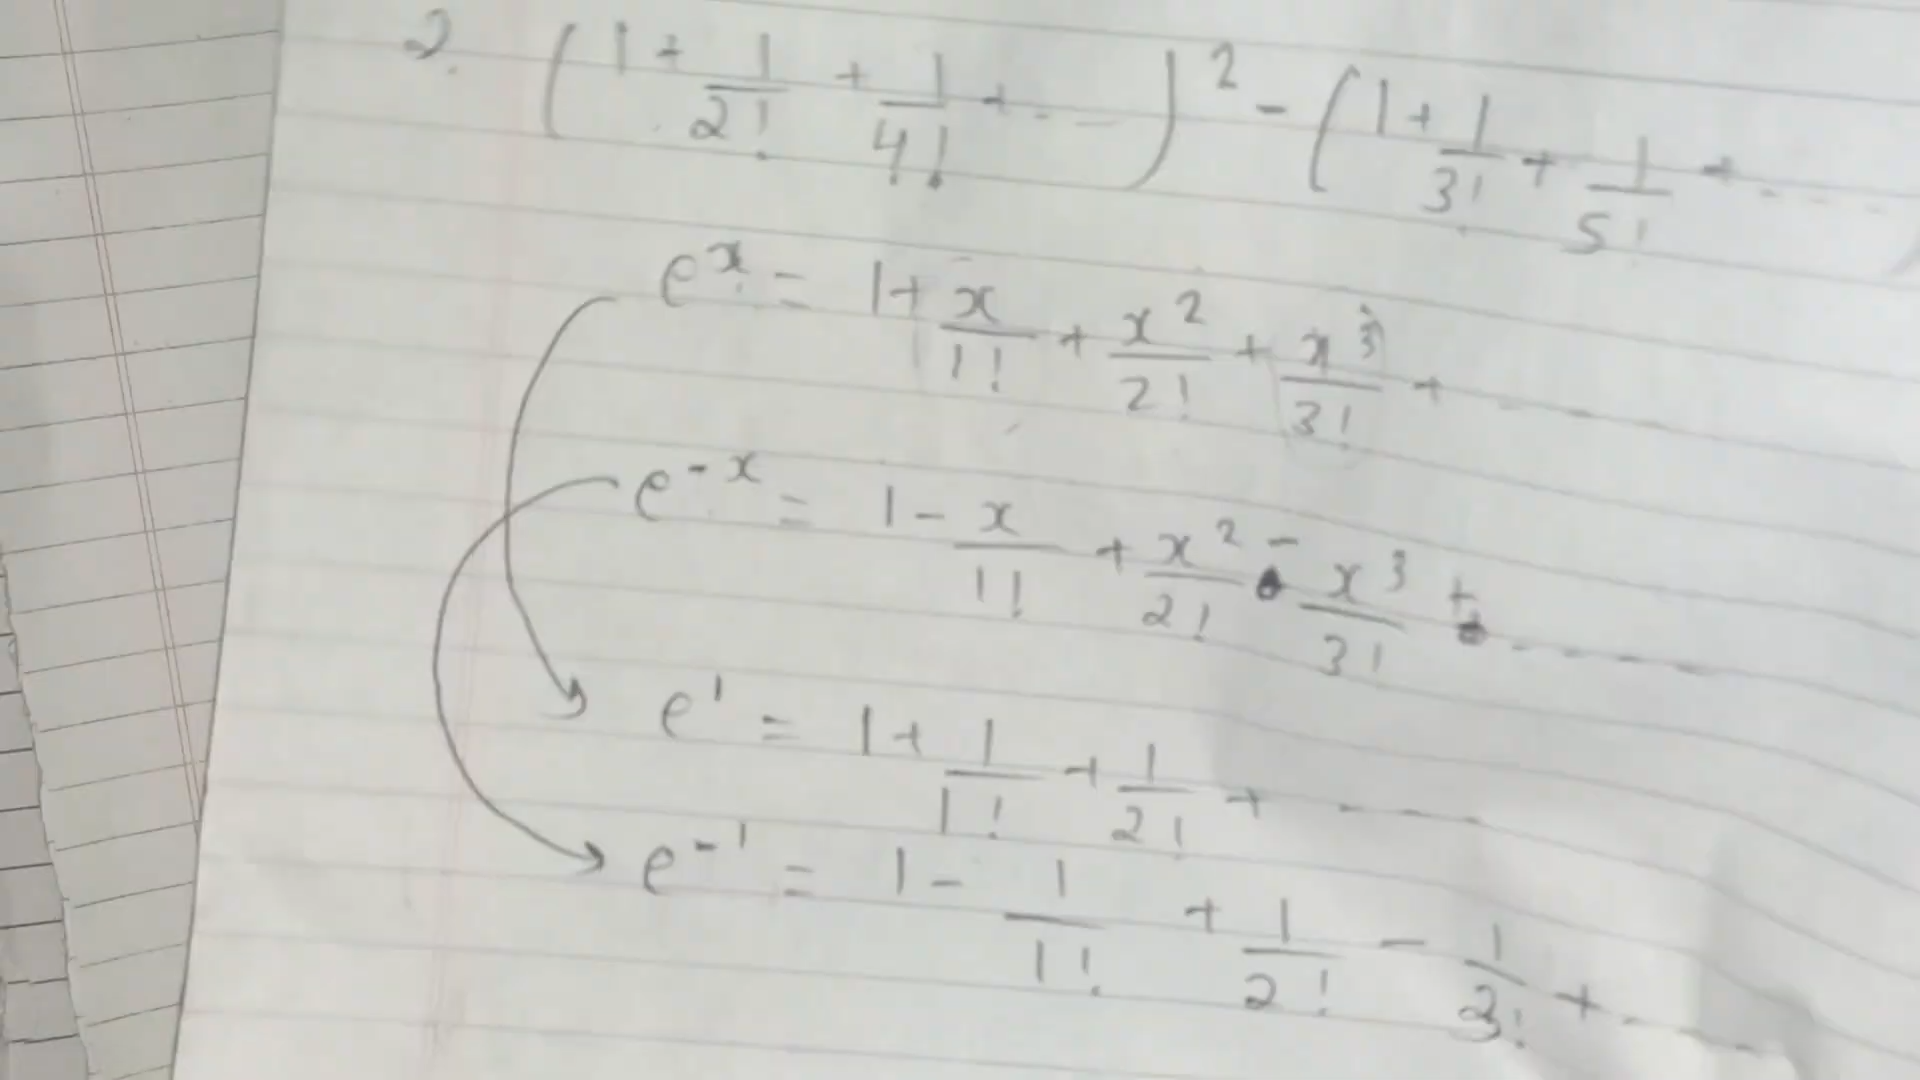 2. ( 1 + 1/2! + 1/4! + - - - )² - ( 1 + 1/3! + 1/5! + - - - - -
e^x = 1 + x/1! + x²/2! + x³/3! + - - - - -
e^-x = 1 - x/1! + x²/2! - x³/3! + - - - - - -
e^1 = 1 + 1/1! + 1/2! + - - - - -
e^-1 = 1 - 1/1! + 1/2! - 1/3! + - - - - -